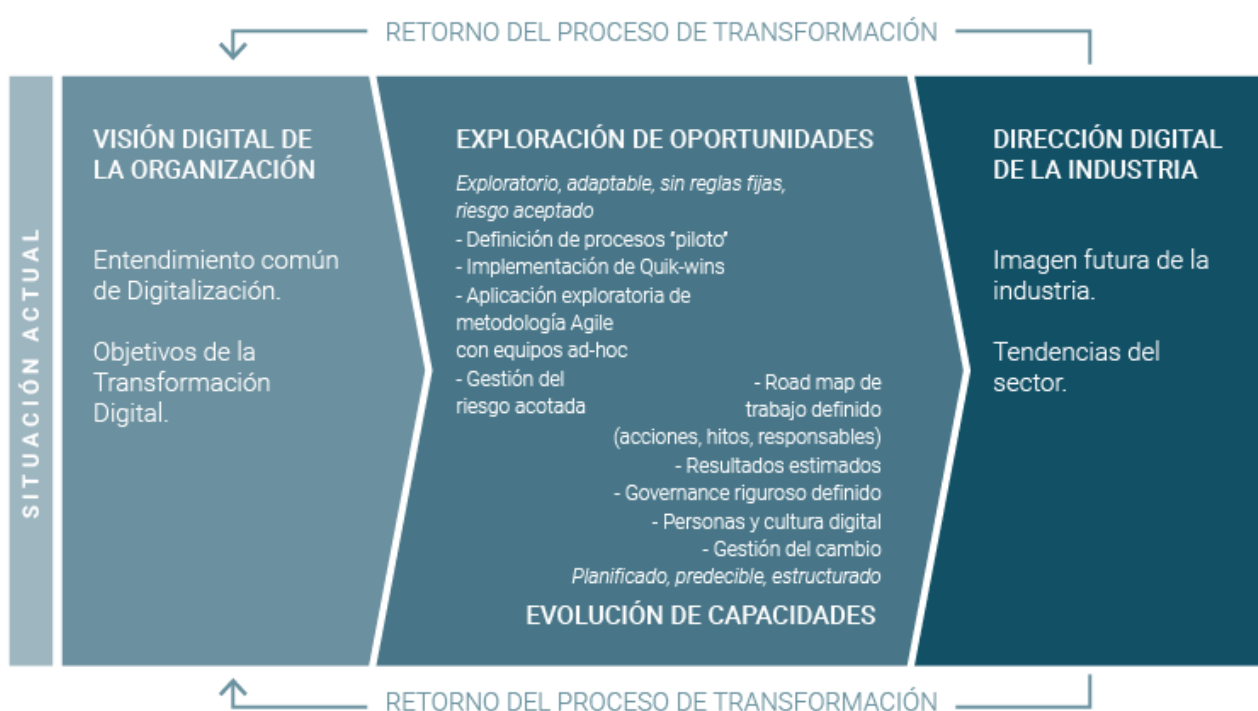 RETORNO DEL PROCESO DE TRANSFORMACIÓN
SITUACIÓN ACTUAL
VISIÓN DIGITAL DE
LA ORGANIZACIÓN
Entendimiento común
de Digitalización.
Objetivos de la
Transformación
Digital.
EXPLORACIÓN DE OPORTUNIDADES
Exploratorio, adaptable, sin reglas fijas,
riesgo aceptado
- Definición de procesos "piloto"
- Implementación de Quik-wins
- Aplicación exploratoria de
metodología Agile
con equipos ad-hoc
- Gestión del
riesgo acotada
- Road map de
trabajo definido
(acciones, hitos, responsables)
- Resultados estimados
- Governance riguroso definido
- Personas y cultura digital
- Gestión del cambio
Planificado, predecible, estructurado
EVOLUCIÓN DE CAPACIDADES
DIRECCIÓN DIGITAL
DE LA INDUSTRIA
Imagen futura de la
industria.
Tendencias del
sector.
RETORNO DEL PROCESO DE TRANSFORMACIÓN